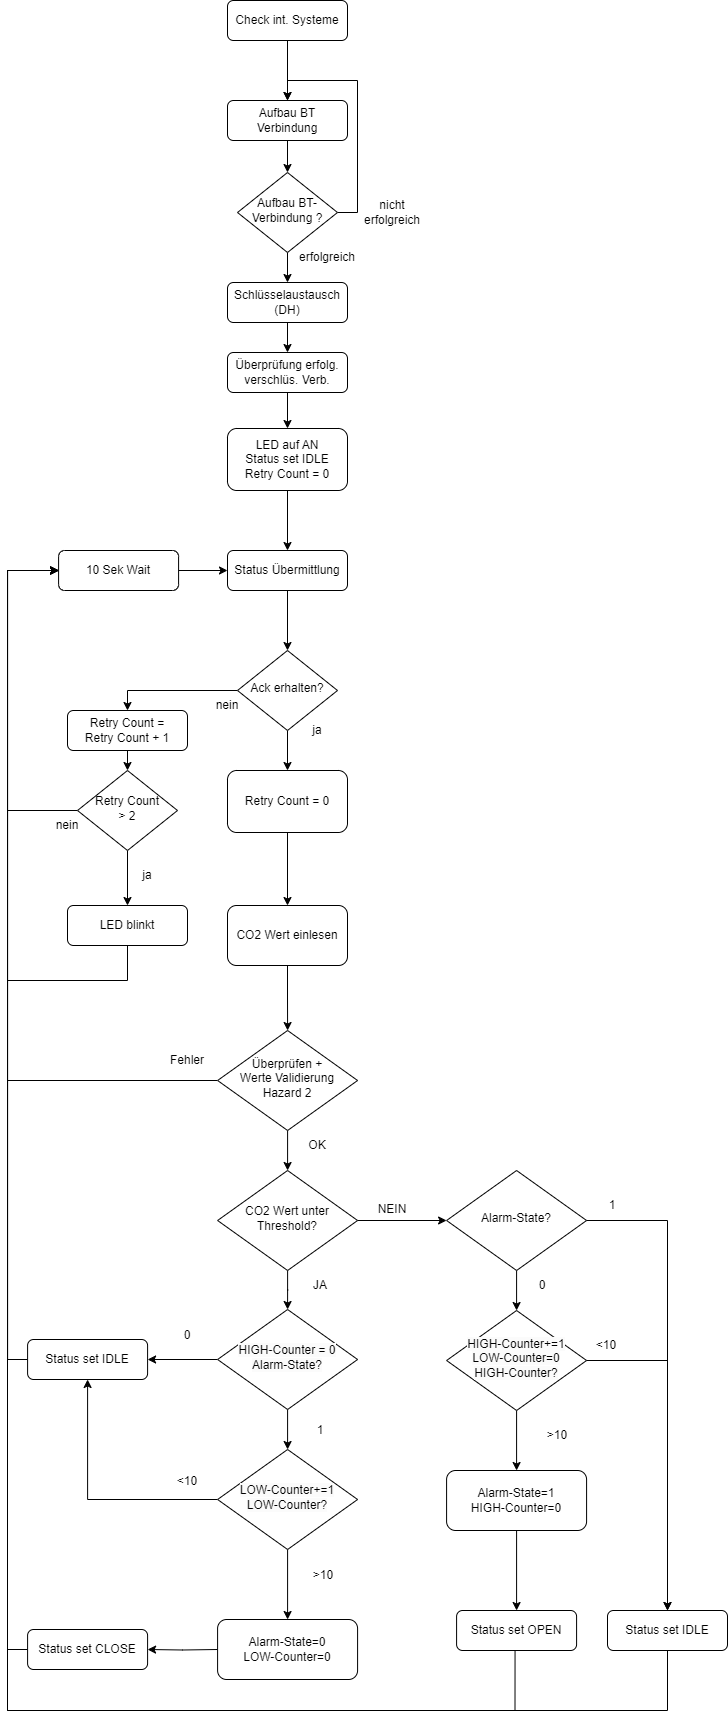 Check int. Systeme
Aufbau BT
Verbindung
Aufbau BT-
Verbindung ?
nicht
erfolgreich
erfolgreich
Schlüsselaustausch
(DH)
Überprüfung erfolg.
verschlüs. Verb.
LED auf AN
Status set IDLE
Retry Count = 0
10 Sek Wait
Status Übermittlung
Ack erhalten?
nein
ja
Retry Count =
Retry Count + 1
Retry Count
> 2
nein
ja
Retry Count = 0
LED blinkt
CO2 Wert einlesen
Fehler
Überprüfen +
Werte Validierung
Hazard 2
OK
CO2 Wert unter
Threshold?
NEIN
Alarm-State?
1
JA
0
0
HIGH-Counter = 0
Alarm-State?
Status set IDLE
HIGH-Counter+=1
LOW-Counter=0
HIGH-Counter?
<10
1
>10
<10
LOW-Counter+=1
LOW-Counter?
Alarm-State=1
HIGH-Counter=0
>10
Status set CLOSE
Alarm-State=0
LOW-Counter=0
Status set OPEN
Status set IDLE